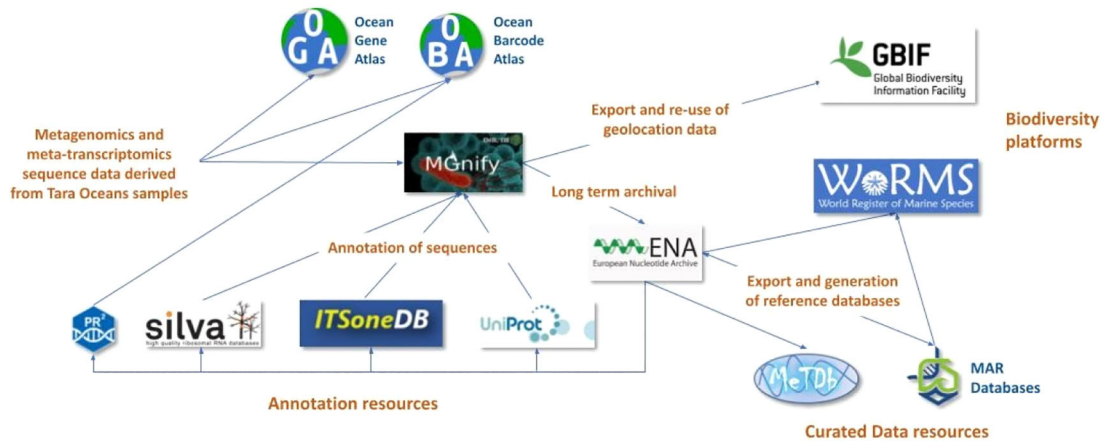 O
GA
Ocean
Gene
Atlas
O
BA
Ocean
Barcode
Atlas
GBIF
Global Biodiversity
Information Facility
Export and re-use of
geolocation data
Biodiversity
platforms
Metagenomics and
meta-transcriptomics
sequence data derived
from Tara Oceans samples
MGnify
Long term archival
WoRMS
World Register of Marine Species
Annotation of sequences
ENA
European Nucleotide Archive
Export and generation
of reference databases
PR²
silva
high quality ribosomal RNA databases
ITSoneDB
UniProt
MeTDb
MAR
Databases
Annotation resources
Curated Data resources